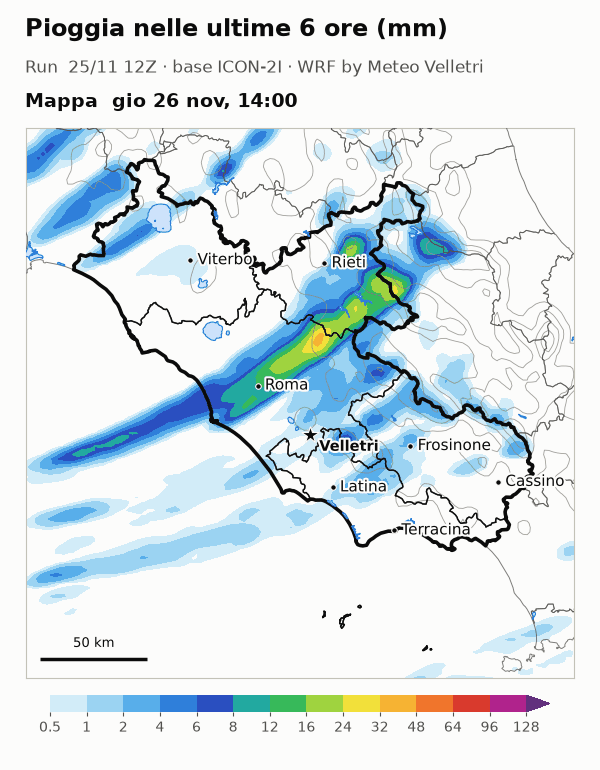 Pioggia nelle ultime 6 ore (mm)
Run 25/11 12Z · base ICON-2I · WRF by Meteo Velletri
Mappa gio 26 nov, 14:00
Viterbo
Rieti
Roma
Velletri
Frosinone
Latina
Cassino
Terracina
50 km
0.5 1 2 4 6 8 12 16 24 32 48 64 96 128